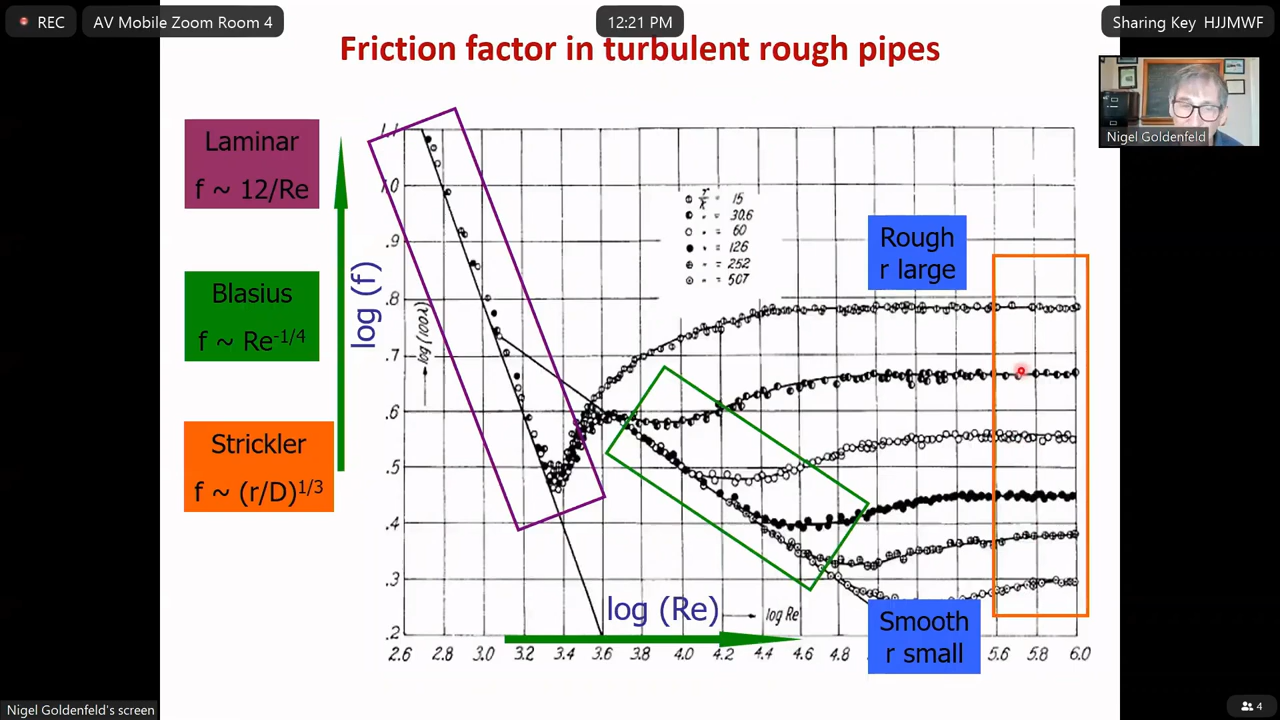 REC
AV Mobile Zoom Room 4
12:21 PM
Sharing Key HJJMWF
Friction factor in turbulent rough pipes
Nigel Goldenfeld
Laminar
f ~ 12/Re
Blasius
f ~ Re-1/4
Strickler
f ~ (r/D)1/3
log (f)
log (100λ)
1.1
1.0
.9
.8
.7
.6
.5
.4
.3
.2
r/k = 15
" = 30.6
" = 60
" = 126
" = 252
" = 507
Rough
r large
Smooth
r small
log (Re)
log Re
2.6 2.8 3.0 3.2 3.4 3.6 3.8 4.0 4.2 4.4 4.6 4.8 5.6 5.8 6.0
Nigel Goldenfeld's screen
4